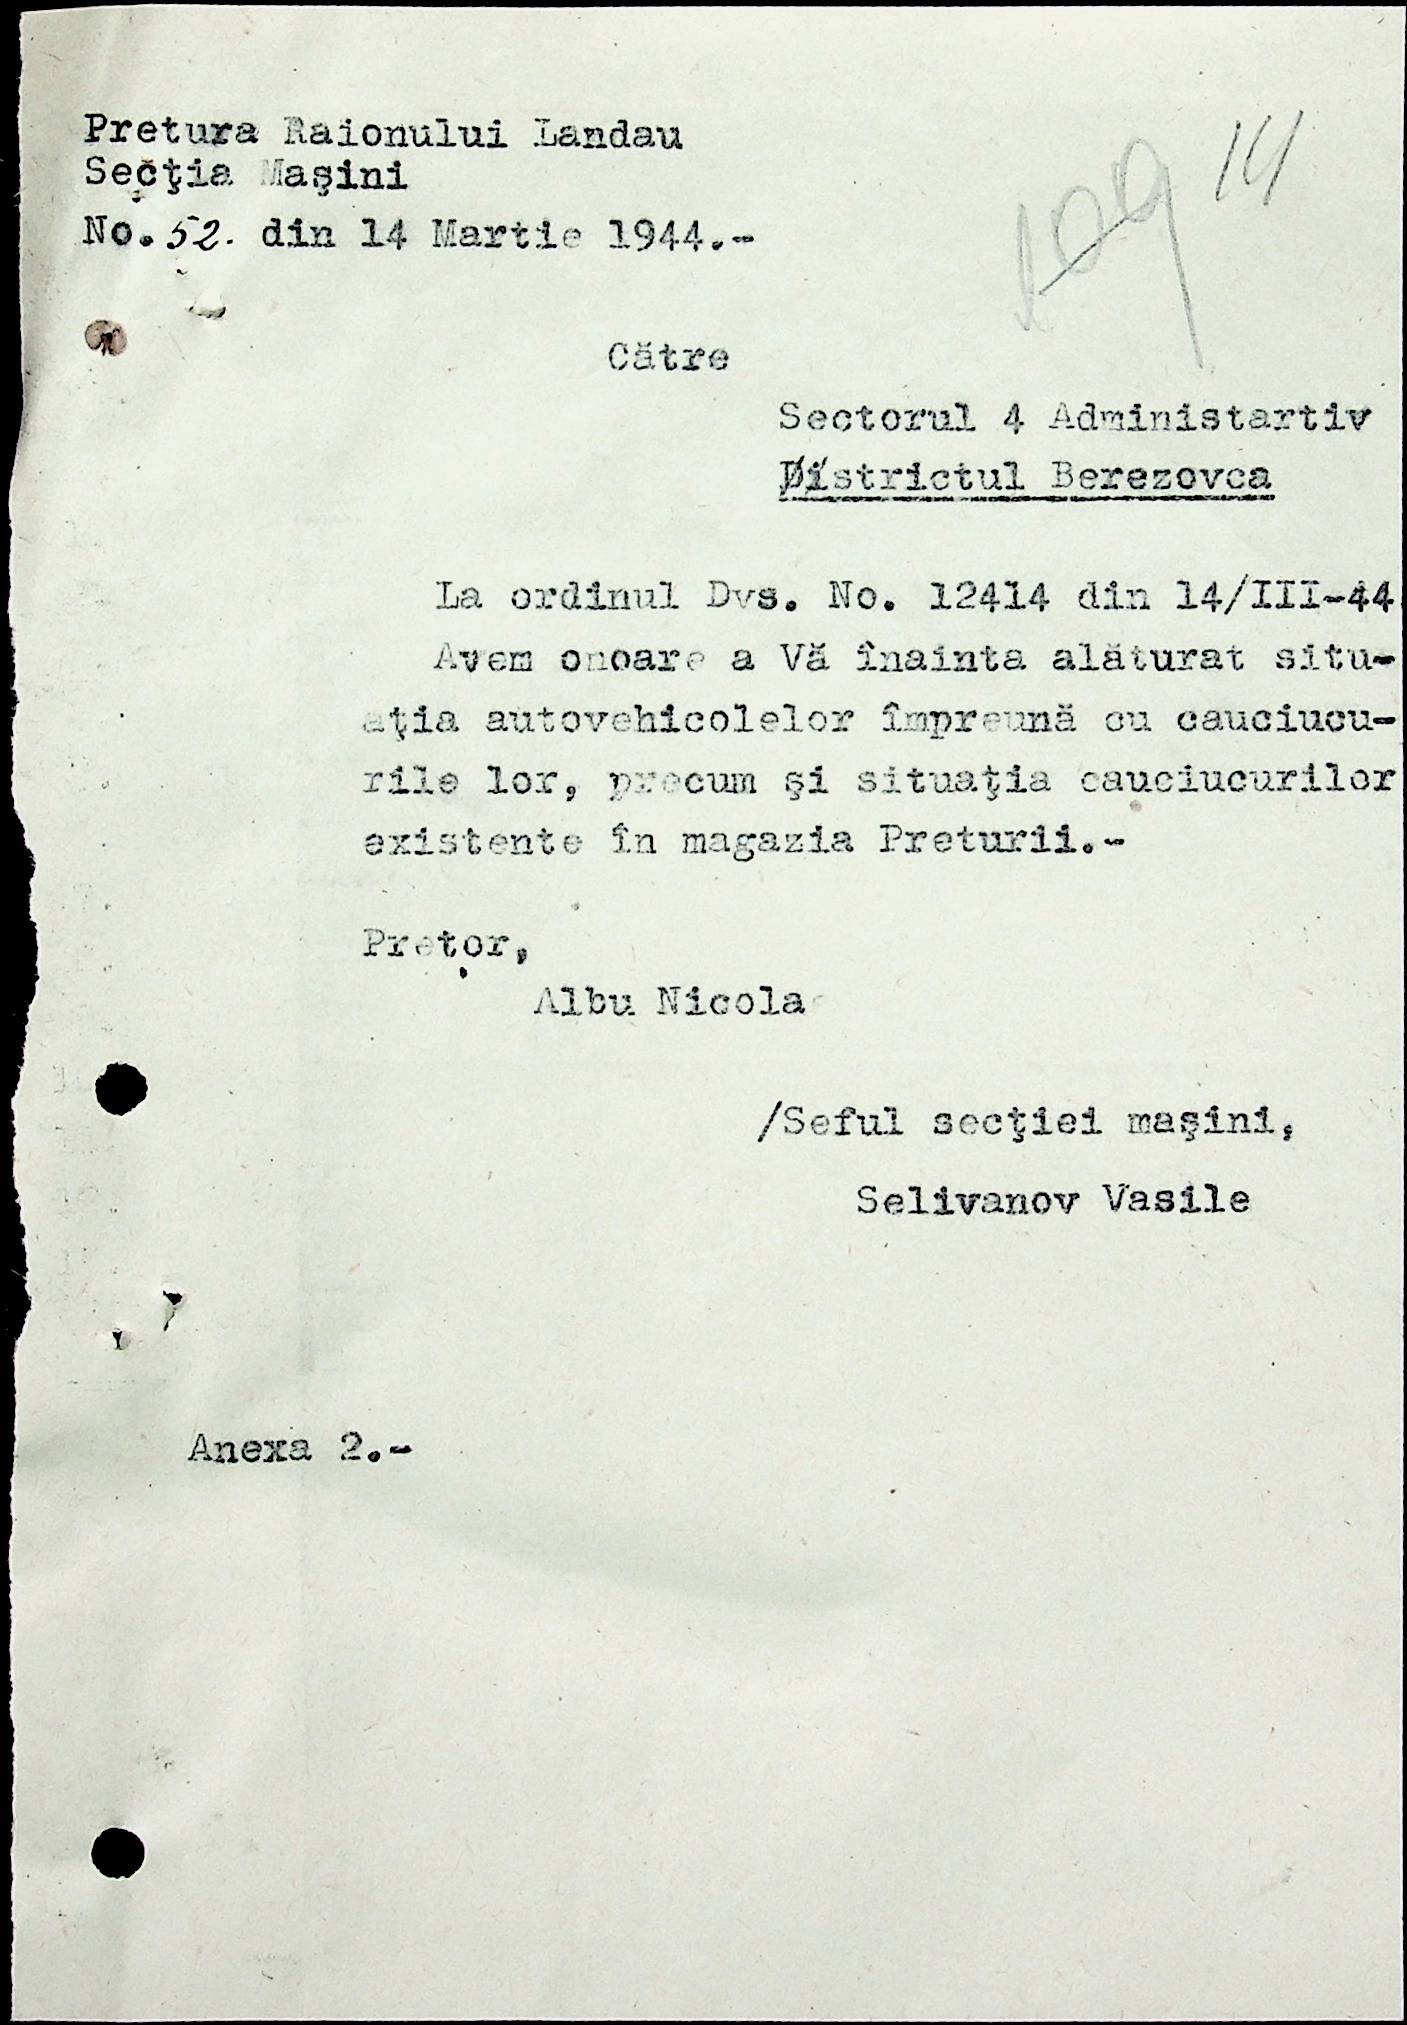 Pretura Raionului Landau
Secţia Maşini
No. 52. din 14 Martie 1944.-
109 14
Către
Sectorul 4 Administartiv
Districtul Berezovca
La ordinul Dvs. No. 12414 din 14/III-44
Avem onoare a Vă înainta alăturat situ-
aţia autovehicolelor împreună cu cauciucu-
rile lor, precum şi situaţia cauciucurilor
existente în magazia Preturii.-
Pretor,
Albu Nicolae
/Seful secţiei maşini,
Selivanov Vasile
Anexa 2.-